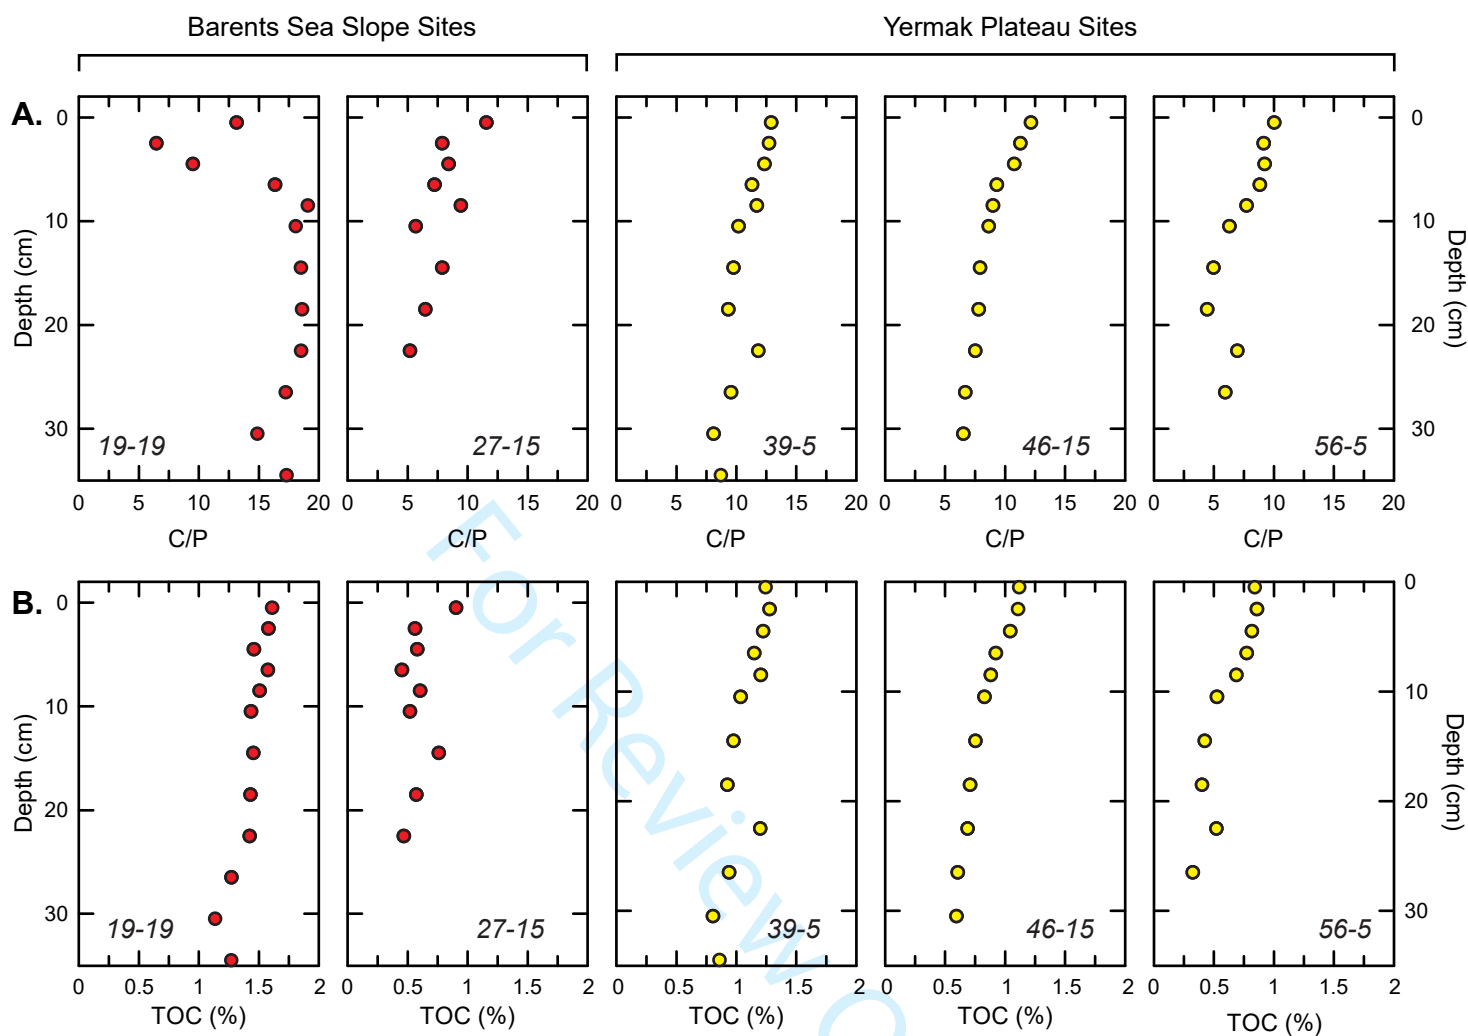 Barents Sea Slope Sites
Yermak Plateau Sites
A.
0
10
20
30
Depth (cm)
19-19
27-15
39-5
46-15
56-5
0
10
20
30
Depth (cm)
0 5 10 15 20
0 5 10 15 20
0 5 10 15 20
0 5 10 15 20
0 5 10 15 20
C/P
C/P
C/P
C/P
C/P
B.
0
10
20
30
Depth (cm)
19-19
27-15
39-5
46-15
56-5
0
10
20
30
Depth (cm)
0 0.5 1 1.5 2
0 0.5 1 1.5 2
0 0.5 1 1.5 2
0 0.5 1 1.5 2
0 0.5 1 1.5 2
TOC (%)
TOC (%)
TOC (%)
TOC (%)
TOC (%)
For Review O